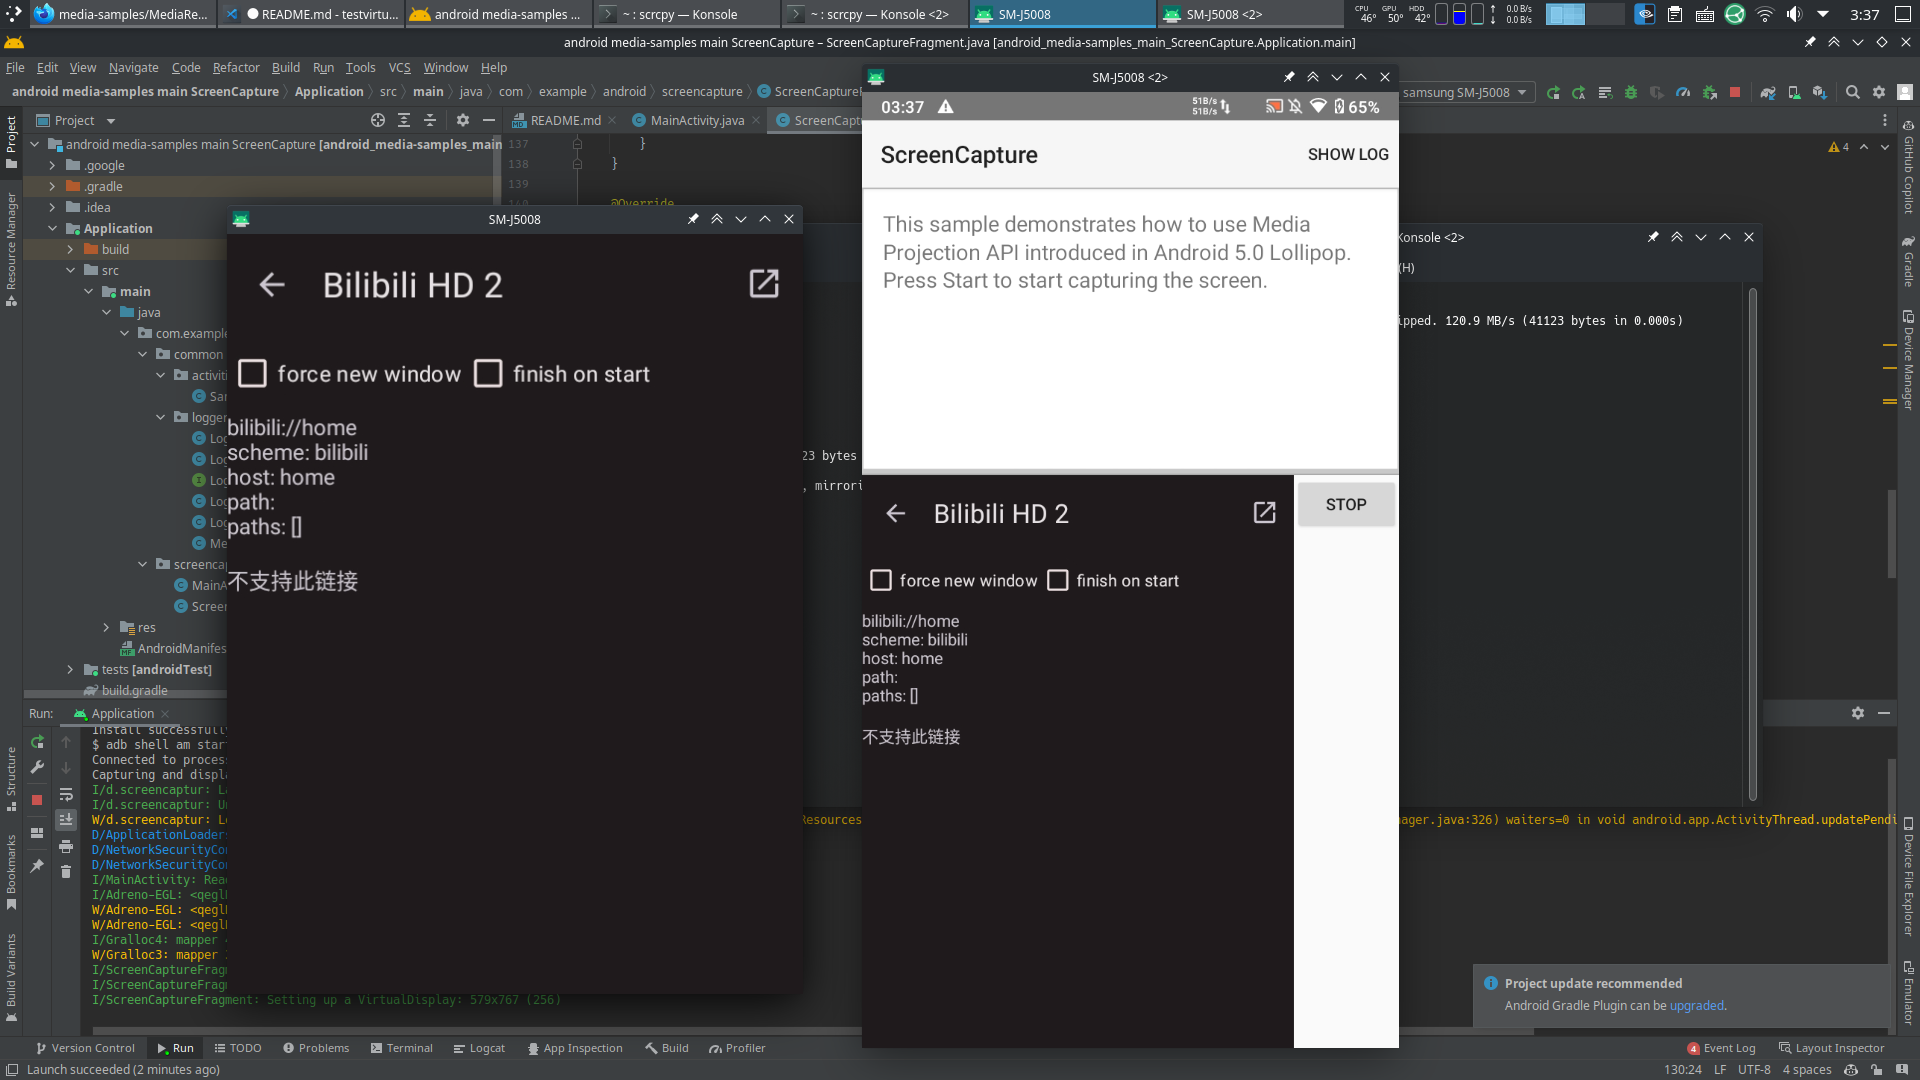 media-samples/MediaRe...
README.md - testvirtu...
android media-samples ...
~ : scrcpy — Konsole
~ : scrcpy — Konsole <2>
SM-J5008
SM-J5008 <2>
CPU GPU HDD
46° 50° 42°
0.0 B/s
0.0 B/s
3:37
android media-samples main ScreenCapture – ScreenCaptureFragment.java [android_media-samples_main_ScreenCapture.Application.main]
File Edit View Navigate Code Refactor Build Run Tools VCS Window Help
android media-samples main ScreenCapture
Application
src
main
java
com
example
android
screencapture
ScreenCaptureF
samsung SM-J5008
Project
README.md
MainActivity.java
ScreenCapt
android media-samples main ScreenCapture [android_media-samples_main
.google
.gradle
.idea
Application
build
src
main
java
com.example
common
activiti
Sa
logger
Log
Log
Log
Log
Log
Me
screencap
MainA
Screen
res
AndroidManifes
tests [androidTest]
build.gradle
137 }
138 }
139
@Override
4
SM-J5008
Bilibili HD 2
force new window
finish on start
bilibili://home
scheme: bilibili
host: home
path:
paths: []
不支持此链接
SM-J5008 <2>
03:37
51B/s
51B/s
65%
ScreenCapture
SHOW LOG
This sample demonstrates how to use Media
Projection API introduced in Android 5.0 Lollipop.
Press Start to start capturing the screen.
Bilibili HD 2
STOP
force new window
finish on start
bilibili://home
scheme: bilibili
host: home
path:
paths: []
不支持此链接
Konsole <2>
(H)
ipped. 120.9 MB/s (41123 bytes in 0.000s)
23 bytes
, mirrori
Run:
Application
Install successfully
$ adb shell am star
Connected to proces
Capturing and displa
I/d.screencaptur: La
I/d.screencaptur: Un
W/d.screencaptur: Lo
Resources
ager.java:326) waiters=0 in void android.app.ActivityThread.updatePendi
D/ApplicationLoader
D/NetworkSecurityCo
D/NetworkSecurityCo
I/MainActivity: Rea
I/Adreno-EGL: <qegl
W/Adreno-EGL: <qegl
W/Adreno-EGL: <qegl
I/Gralloc4: mapper
W/Gralloc3: mapper
I/ScreenCaptureFrag
I/ScreenCaptureFrag
I/ScreenCaptureFragment: Setting up a VirtualDisplay: 579x767 (256)
Project update recommended
Android Gradle Plugin can be upgraded.
Project
Resource Manager
Structure
Bookmarks
Build Variants
GitHub Copilot
Gradle
Device Manager
Device File Explorer
Emulator
Version Control
Run
TODO
Problems
Terminal
Logcat
App Inspection
Build
Profiler
4 Event Log
Layout Inspector
Launch succeeded (2 minutes ago)
130:24 LF UTF-8 4 spaces